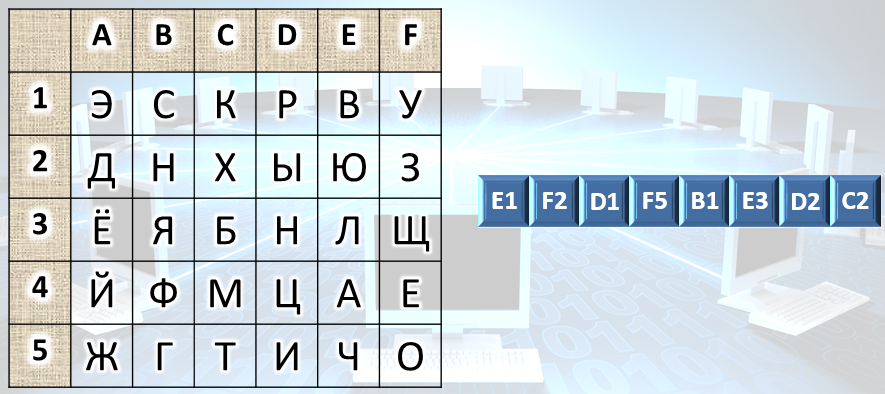 A B C D E F
1 Э С К Р В У
2 Д Н Х Ы Ю З
3 Ё Я Б Н Л Щ
4 Й Ф М Ц А Е
5 Ж Г Т И Ч О
E1 F2 D1 F5 B1 E3 D2 C2